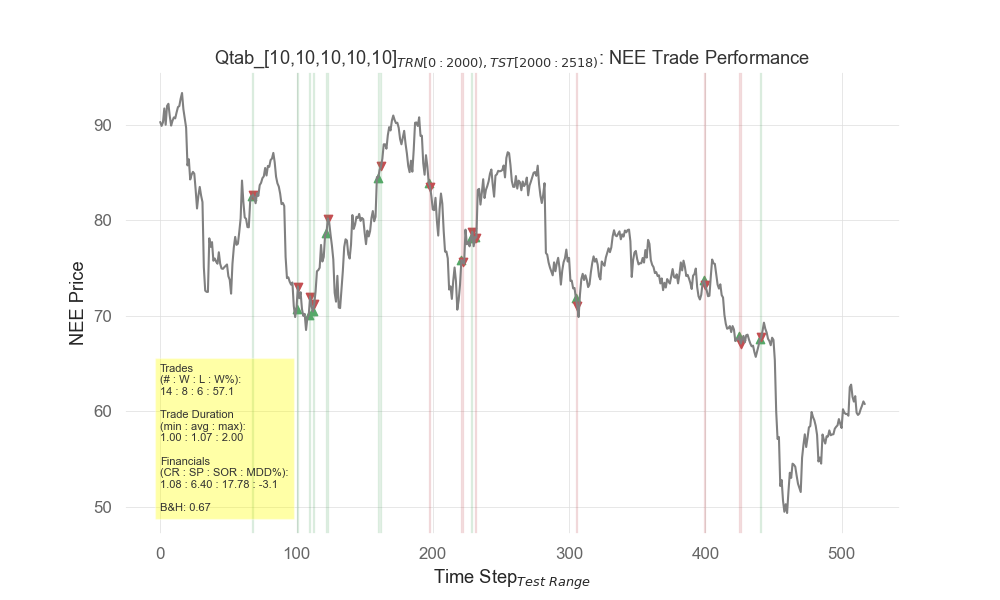 Qtab_[10,10,10,10,10]TRN[0 : 2000), TST[2000 : 2518): NEE Trade Performance
NEE Price
90
80
70
60
50
Trades
(# : W : L : W%):
14 : 8 : 6 : 57.1
Trade Duration
(min : avg : max):
1.00 : 1.07 : 2.00
Financials
(CR : SP : SOR : MDD%):
1.08 : 6.40 : 17.78 : -3.1
B&H: 0.67
0 100 200 300 400 500
Time StepTest Range